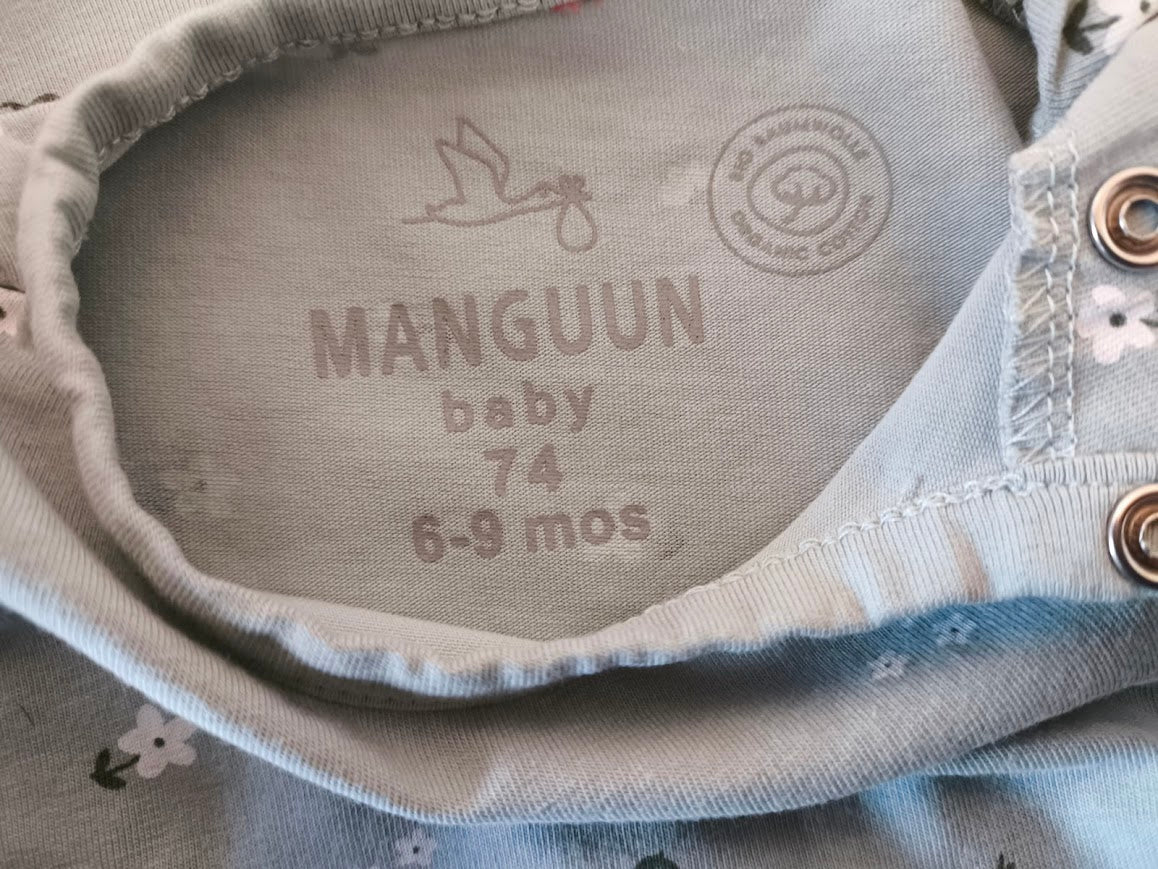 MANGUUN
baby
74
6-9 mos
BIO BAUMWOLLE
ORGANIC COTTON